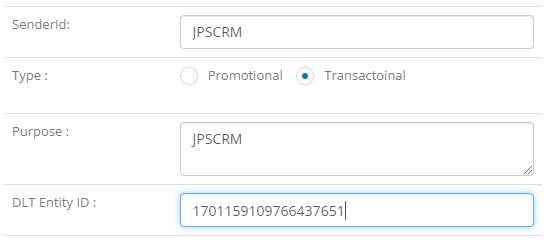 SenderId: JPSCRM
Type : Promotional Transactoinal
Purpose : JPSCRM
DLT Entity ID : 1701159109766437651